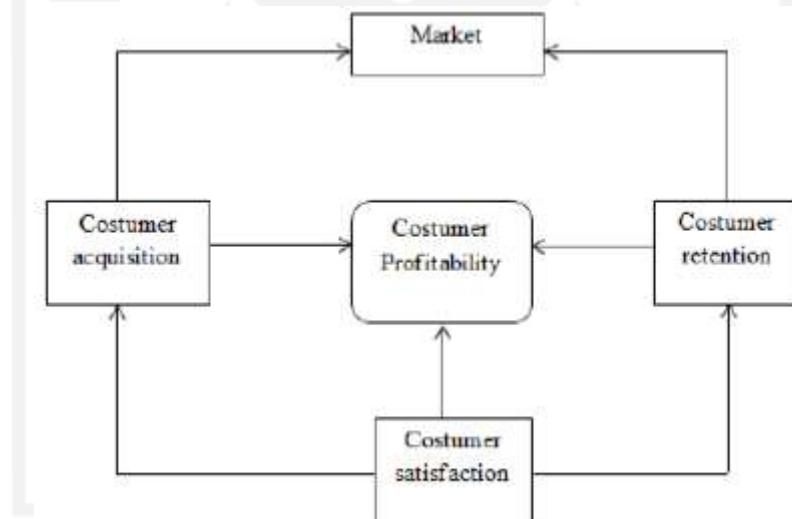 Market
Costumer
acquisition
Costumer
Profitability
Costumer
retention
Costumer
satisfaction